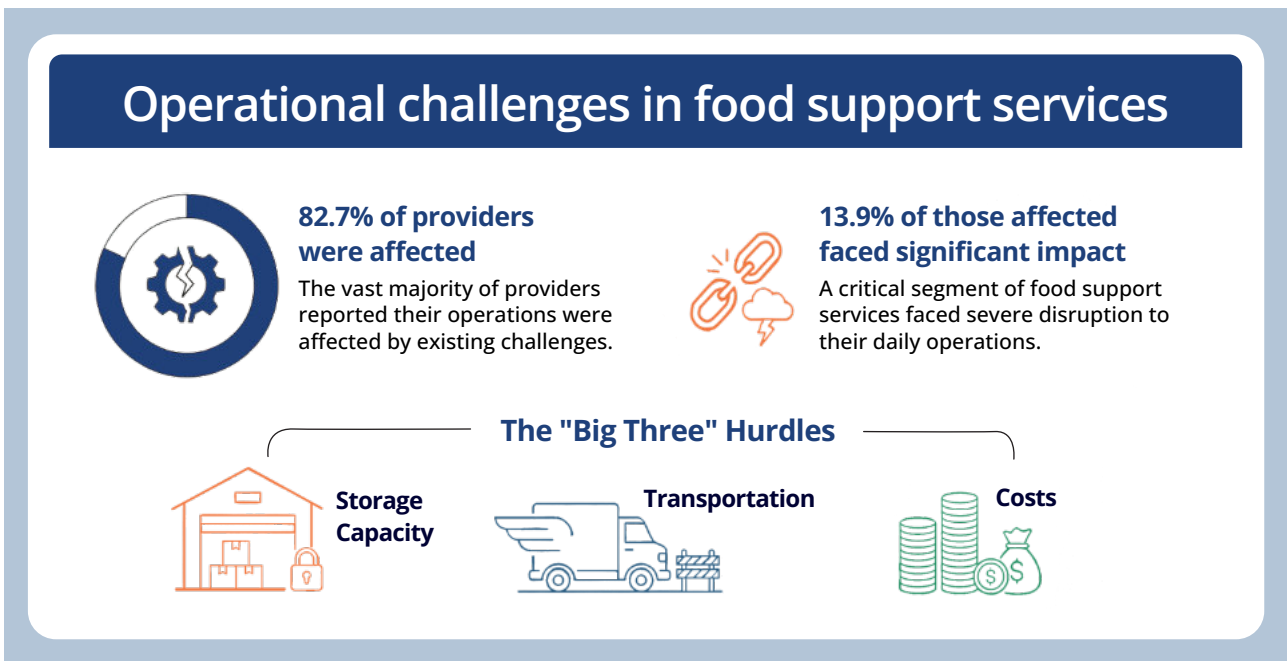 Operational challenges in food support services
82.7% of providers
were affected
The vast majority of providers
reported their operations were
affected by existing challenges.
13.9% of those affected
faced significant impact
A critical segment of food support
services faced severe disruption to
their daily operations.
The "Big Three" Hurdles
Storage
Capacity
Transportation
Costs
$
$